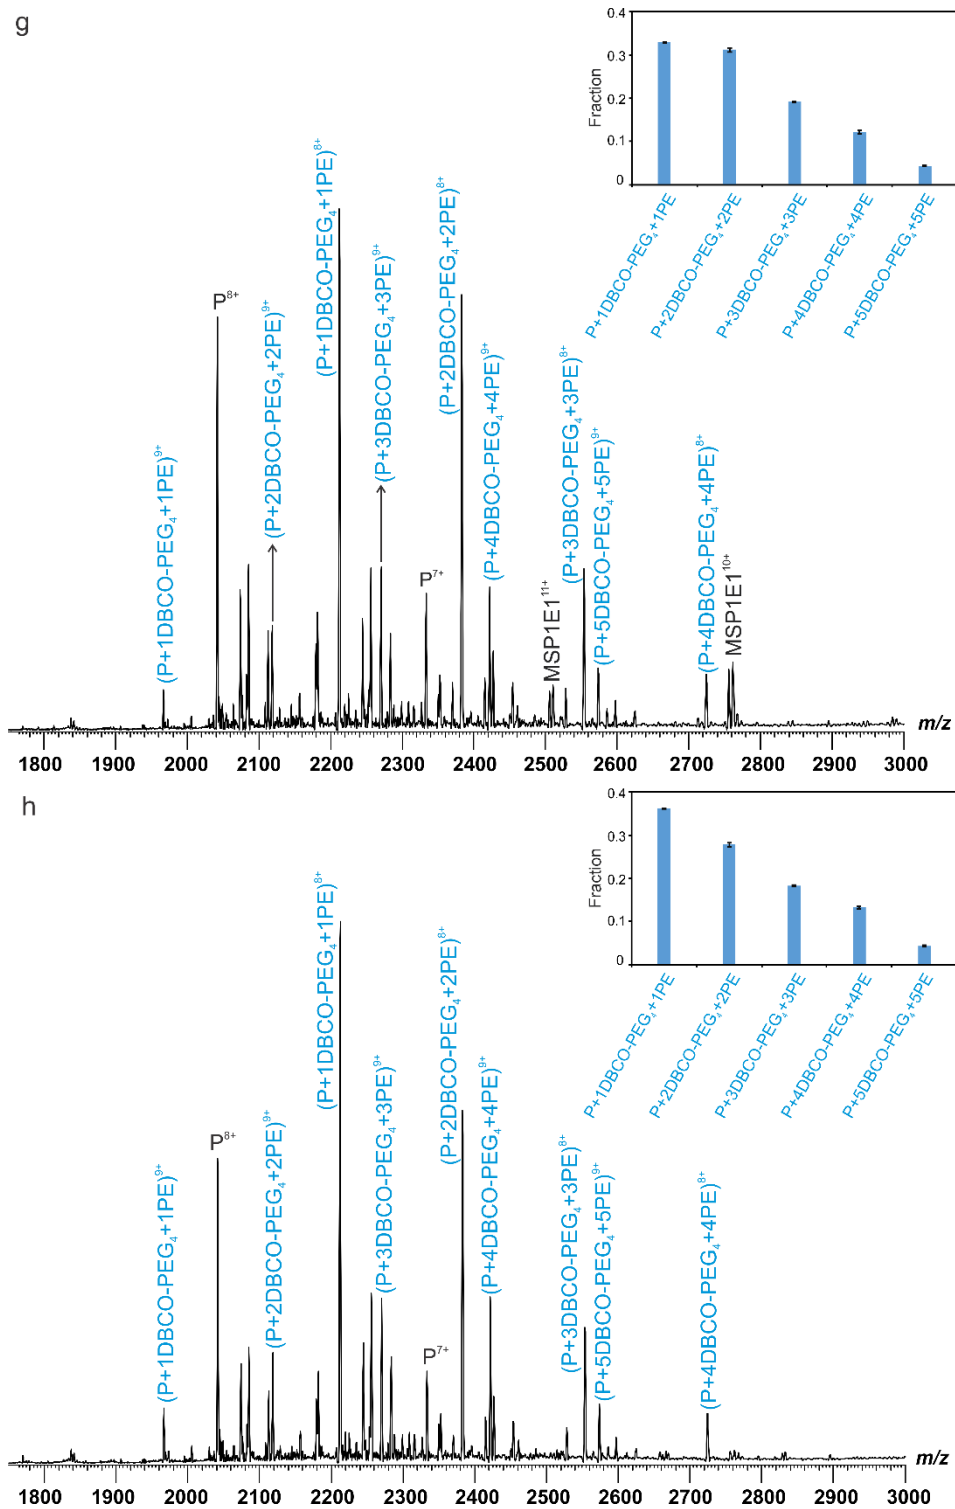 g
0.4
0.3
0.2
0.1
0
Fraction
P+1DBCO-PEG₄+1PE
P+2DBCO-PEG₄+2PE
P+3DBCO-PEG₄+3PE
P+4DBCO-PEG₄+4PE
P+5DBCO-PEG₄+5PE
(P+1DBCO-PEG₄+1PE)⁹⁺
P⁸⁺
(P+2DBCO-PEG₄+2PE)⁹⁺
(P+1DBCO-PEG₄+1PE)⁸⁺
(P+3DBCO-PEG₄+3PE)⁹⁺
P⁷⁺
(P+2DBCO-PEG₄+2PE)⁸⁺
(P+4DBCO-PEG₄+4PE)⁹⁺
MSP1E1¹¹⁺
(P+3DBCO-PEG₄+3PE)⁸⁺
(P+5DBCO-PEG₄+5PE)⁹⁺
(P+4DBCO-PEG₄+4PE)⁸⁺
MSP1E1¹⁰⁺
m/z
1800 1900 2000 2100 2200 2300 2400 2500 2600 2700 2800 2900 3000
h
0.4
0.3
0.2
0.1
0
Fraction
P+1DBCO-PEG₄+1PE
P+2DBCO-PEG₄+2PE
P+3DBCO-PEG₄+3PE
P+4DBCO-PEG₄+4PE
P+5DBCO-PEG₄+5PE
(P+1DBCO-PEG₄+1PE)⁹⁺
P⁸⁺
(P+2DBCO-PEG₄+2PE)⁹⁺
(P+1DBCO-PEG₄+1PE)⁸⁺
(P+3DBCO-PEG₄+3PE)⁹⁺
P⁷⁺
(P+2DBCO-PEG₄+2PE)⁸⁺
(P+4DBCO-PEG₄+4PE)⁹⁺
(P+3DBCO-PEG₄+3PE)⁸⁺
(P+5DBCO-PEG₄+5PE)⁹⁺
(P+4DBCO-PEG₄+4PE)⁸⁺
m/z
1800 1900 2000 2100 2200 2300 2400 2500 2600 2700 2800 2900 3000